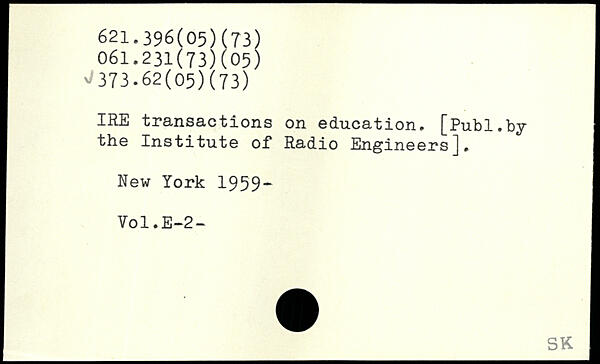 621.396(05)(73)
061.231(73)(05)
✓373.62(05)(73)
IRE transactions on education. [Publ.by
the Institute of Radio Engineers].
New York 1959-
Vol.E-2-
SK